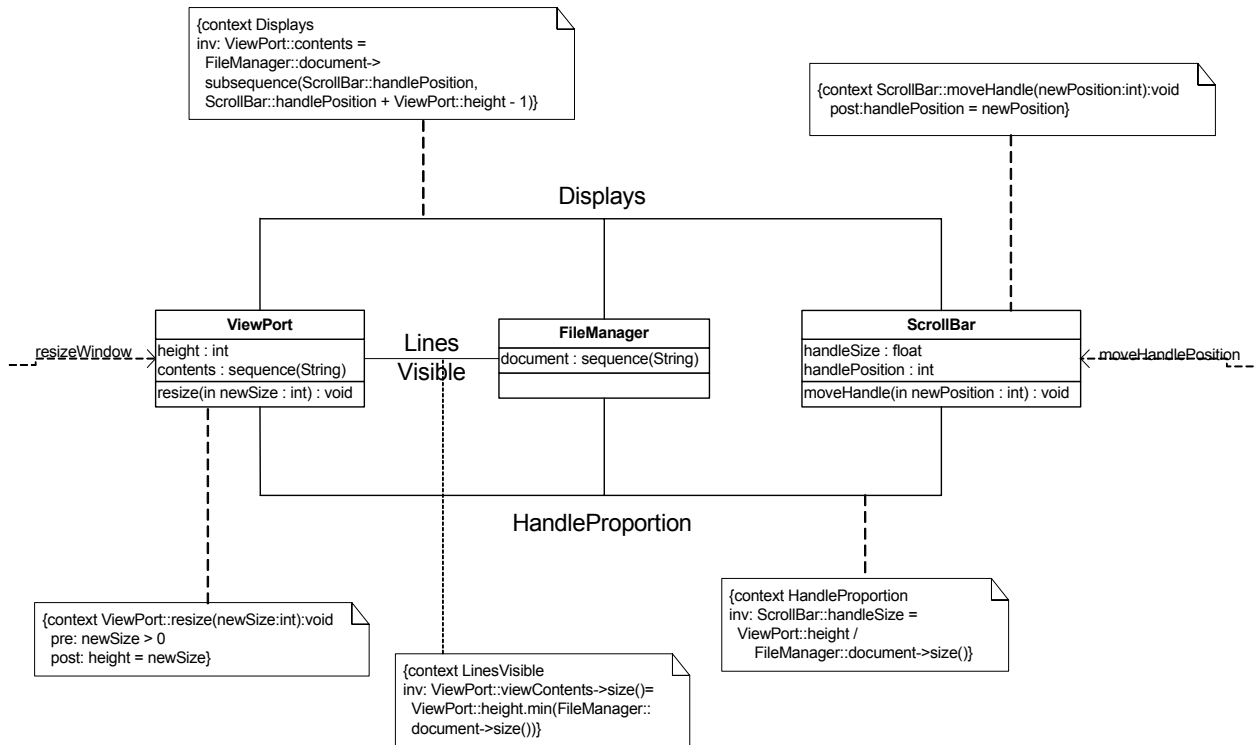 {context Displays
inv: ViewPort::contents =
FileManager::document->
subsequence(ScrollBar::handlePosition,
ScrollBar::handlePosition + ViewPort::height - 1)}
{context ScrollBar::moveHandle(newPosition:int):void
post:handlePosition = newPosition}
Displays
ViewPort
height : int
contents : sequence(String)
resize(in newSize : int) : void
resizeWindow
Lines
Visible
FileManager
document : sequence(String)
ScrollBar
handleSize : float
handlePosition : int
moveHandle(in newPosition : int) : void
moveHandlePosition
HandleProportion
{context ViewPort::resize(newSize:int):void
pre: newSize > 0
post: height = newSize}
{context LinesVisible
inv: ViewPort::viewContents->size()=
ViewPort::height.min(FileManager::
document->size())}
{context HandleProportion
inv: ScrollBar::handleSize =
ViewPort::height /
FileManager::document->size()}